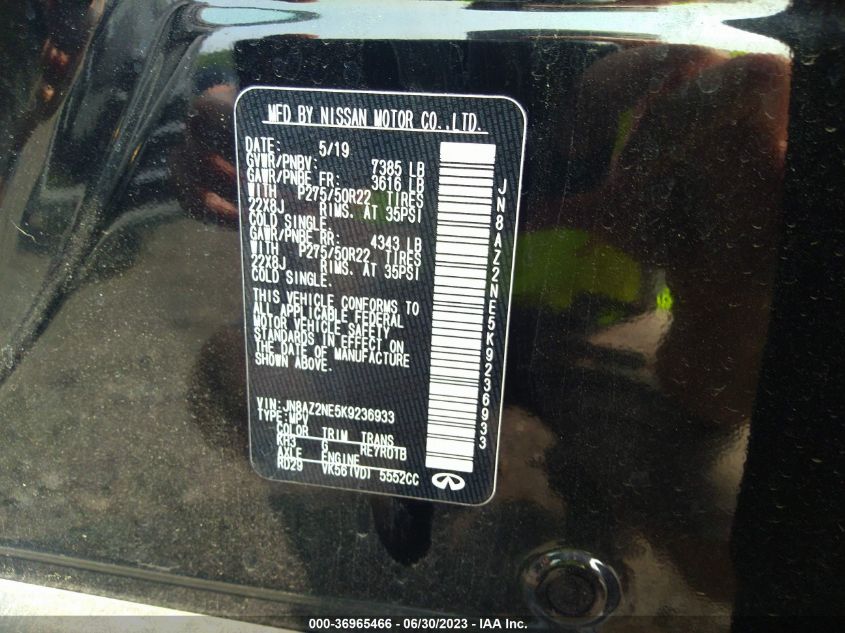 MFD BY NISSAN MOTOR CO.,LTD.
DATE: 5/19
GVWR/PNBV: 7385 LB
GAWR/PNBE FR: 3616 LB
WITH P275/50R22 TIRES
22X8J RIMS. AT 35PSI
COLD SINGLE.
GAWR/PNBE RR: 4343 LB
WITH P275/50R22 TIRES
22X8J RIMS. AT 35PSI
COLD SINGLE.
THIS VEHICLE CONFORMS TO
ALL APPLICABLE FEDERAL
MOTOR VEHICLE SAFETY
STANDARDS IN EFFECT ON
THE DATE OF MANUFACTURE
SHOWN ABOVE.
VIN:JN8AZ2NE5K9236933
TYPE:MPV
COLOR TRIM TRANS
KH3 G RE7R01B
AXLE ENGINE
RD29 VK56(VD) 5552CC
JN8AZ2NE5K9236933
000-36965466 - 06/30/2023 - IAA Inc.